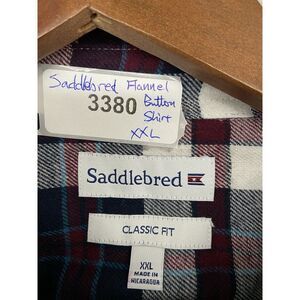 Saddlebred Flannel
3380 Button
Shirt
XXL
Saddlebred
CLASSIC FIT
XXL
MADE IN
NICARAGUA